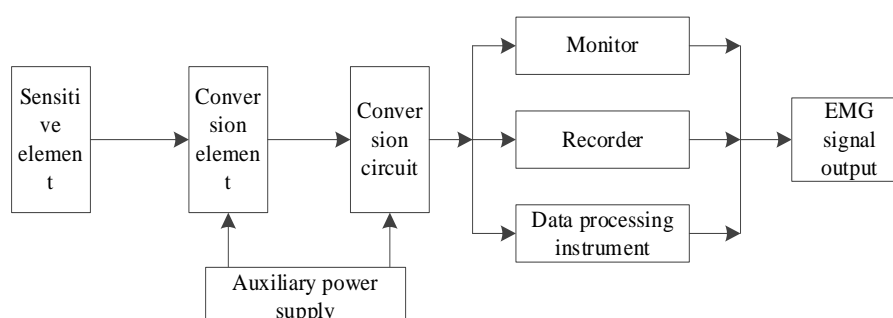 Sensiti
ve
elemen
t
Conver
sion
elemen
t
Conver
sion
circuit
Monitor
Recorder
Data processing
instrument
EMG
signal
output
Auxiliary power
supply